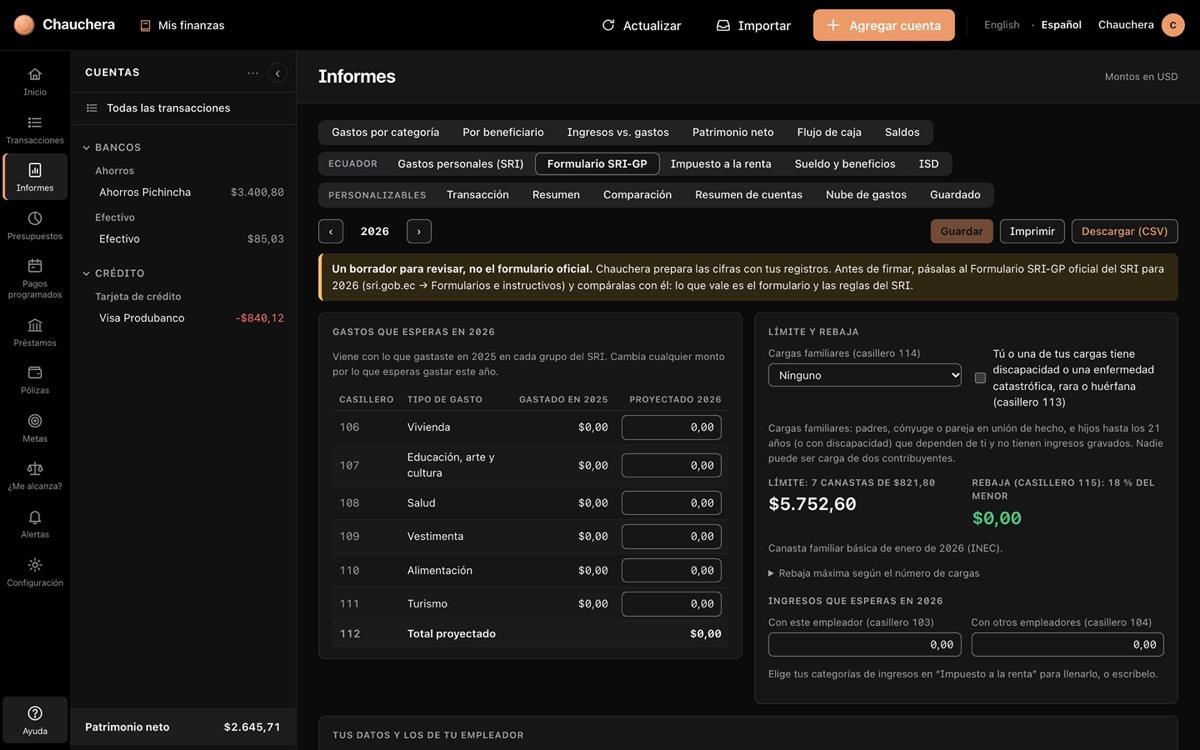 Chauchera
Mis finanzas
Actualizar
Importar
+ Agregar cuenta
English · Español
Chauchera
C
Inicio
Transacciones
Informes
Presupuestos
Pagos
programados
Préstamos
Pólizas
Metas
¿Me alcanza?
Alertas
Configuración
Ayuda
CUENTAS
...
‹
Todas las transacciones
BANCOS
Ahorros
Ahorros Pichincha $3.400,80
Efectivo
Efectivo $85,03
CRÉDITO
Tarjeta de crédito
Visa Produbanco -$840,12
Patrimonio neto $2.645,71
Informes
Montos en USD
Gastos por categoría Por beneficiario Ingresos vs. gastos Patrimonio neto Flujo de caja Saldos
ECUADOR Gastos personales (SRI) Formulario SRI-GP Impuesto a la renta Sueldo y beneficios ISD
PERSONALIZABLES Transacción Resumen Comparación Resumen de cuentas Nube de gastos Guardado
‹ 2026 ›
Guardar Imprimir Descargar (CSV)
Un borrador para revisar, no el formulario oficial. Chauchera prepara las cifras con tus registros. Antes de firmar, pásalas al Formulario SRI-GP oficial del SRI para
2026 (sri.gob.ec → Formularios e instructivos) y compáralas con él: lo que vale es el formulario y las reglas del SRI.
GASTOS QUE ESPERAS EN 2026
Viene con lo que gastaste en 2025 en cada grupo del SRI. Cambia cualquier monto
por lo que esperas gastar este año.
CASILLERO TIPO DE GASTO GASTADO EN 2025 PROYECTADO 2026
106 Vivienda $0,00 0,00
107 Educación, arte y
cultura $0,00 0,00
108 Salud $0,00 0,00
109 Vestimenta $0,00 0,00
110 Alimentación $0,00 0,00
111 Turismo $0,00 0,00
112 Total proyectado $0,00
LÍMITE Y REBAJA
Cargas familiares (casillero 114)
Ninguno
Tú o una de tus cargas tiene
discapacidad o una enfermedad
catastrófica, rara o huérfana
(casillero 113)
Cargas familiares: padres, cónyuge o pareja en unión de hecho, e hijos hasta los 21
años (o con discapacidad) que dependen de ti y no tienen ingresos gravados. Nadie
puede ser carga de dos contribuyentes.
LÍMITE: 7 CANASTAS DE $821,80
$5.752,60
REBAJA (CASILLERO 115): 18 % DEL
MENOR
$0,00
Canasta familiar básica de enero de 2026 (INEC).
Rebaja máxima según el número de cargas
INGRESOS QUE ESPERAS EN 2026
Con este empleador (casillero 103) Con otros empleadores (casillero 104)
0,00 0,00
Elige tus categorías de ingresos en “Impuesto a la renta” para llenarlo, o escríbelo.
TUS DATOS Y LOS DE TU EMPLEADOR